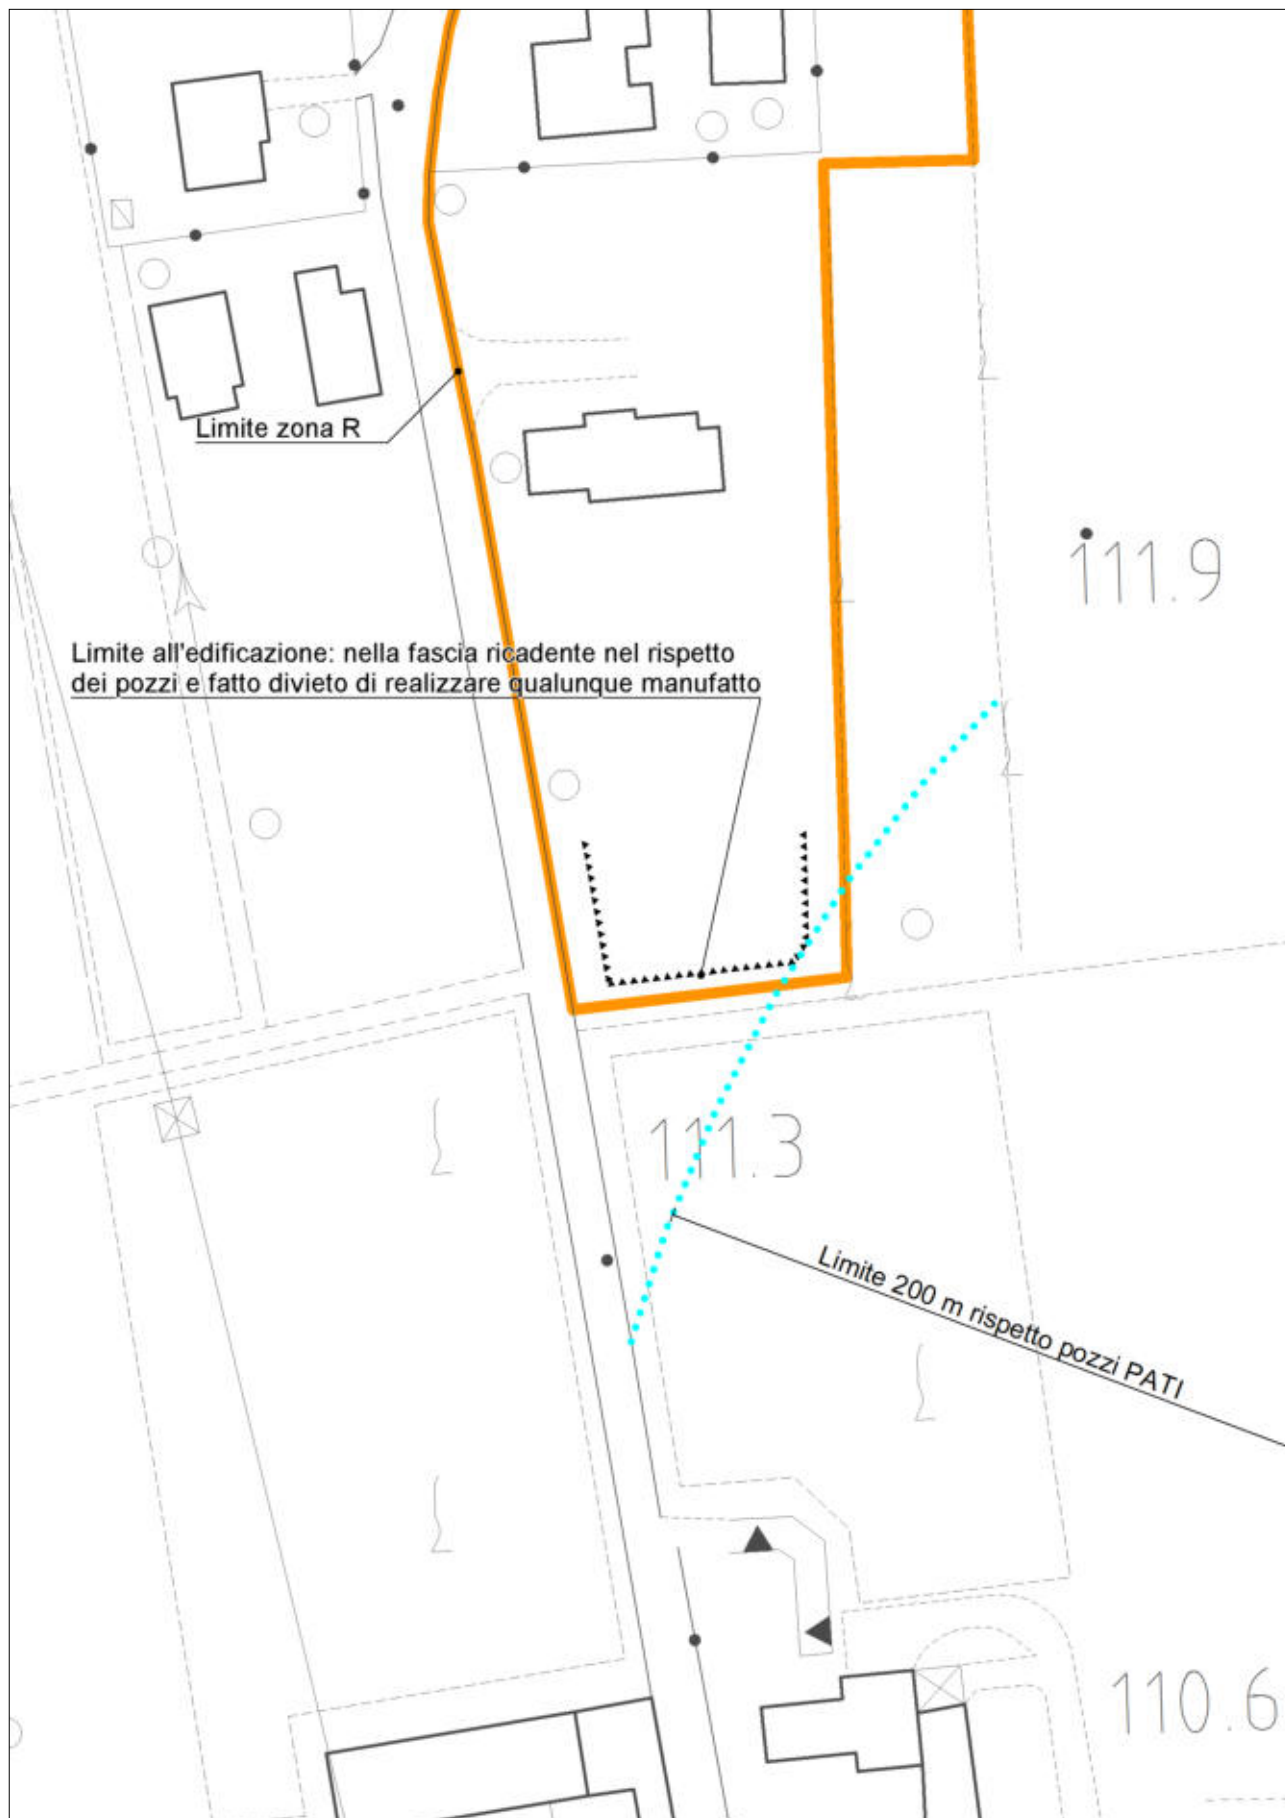 Limite zona R
111.9
Limite all'edificazione: nella fascia ricadente nel rispetto
dei pozzi e fatto divieto di realizzare qualunque manufatto
111.3
Limite 200 m rispetto pozzi PATI
110.6